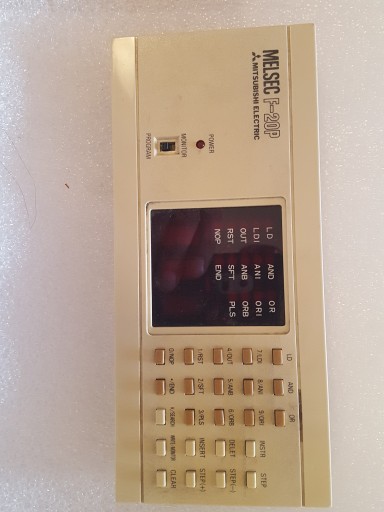 MELSEC F-20P
MITSUBISHI ELECTRIC
POWER
MONITOR
PROGRAM
LD AND OR
LDI ANI ORI
OUT ANB ORB
RST SFT PLS
NOP END
LD AND OR
7/LDI 8/ANI 9/ORI INSTR STEP
4/OUT 5/ANB 6/ORB DELET STEP(-)
1/RST 2/SFT 3/PLS INSERT STEP(+)
0/NOP •/END CLEAR